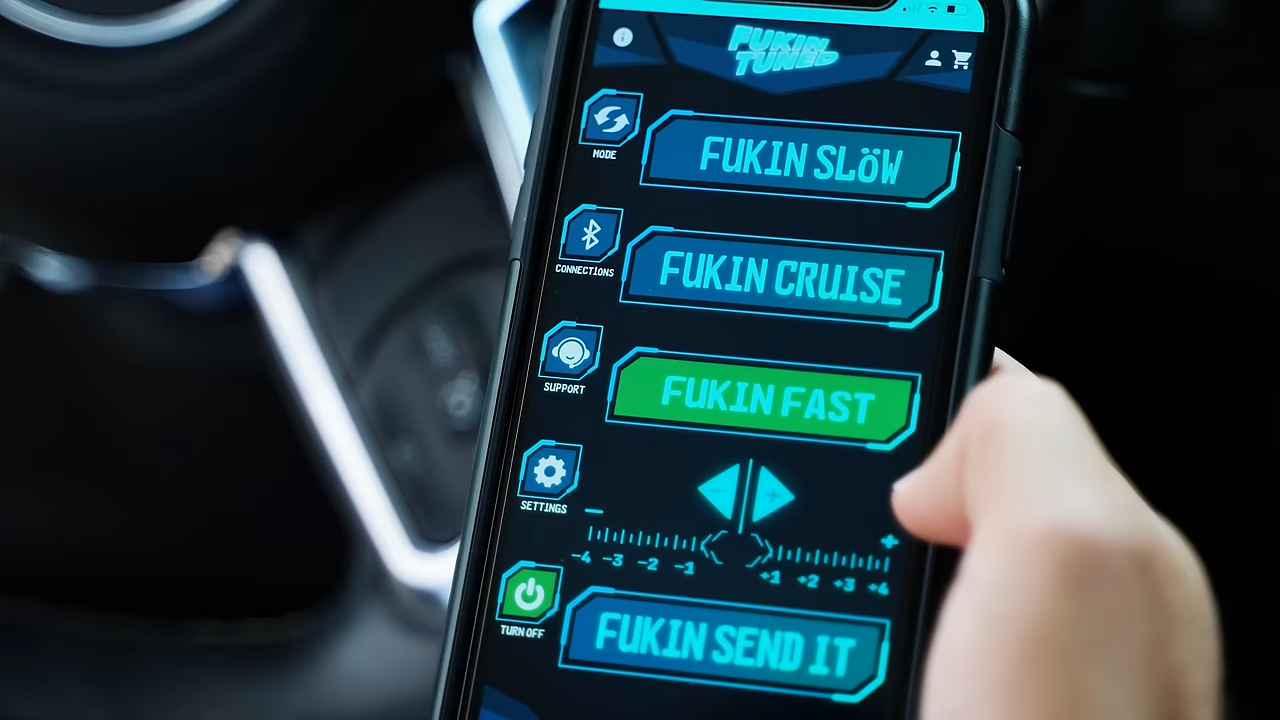 FUKIN
TUNED
MODE
FUKIN SLöW
CONNECTIONS
FUKIN CRUISE
SUPPORT
FUKIN FAST
SETTINGS
− +
−4 −3 −2 −1 +1 +2 +3 +4
TURN OFF
FUKIN SEND IT